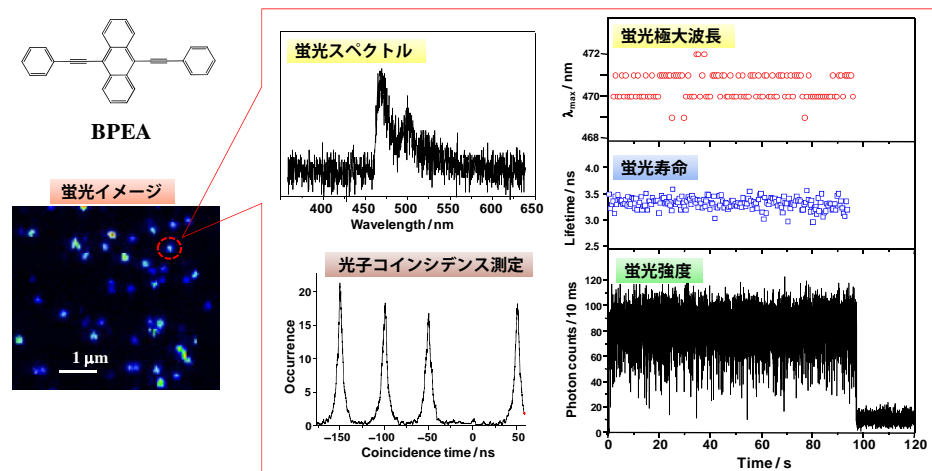 BPEA
蛍光イメージ
1 μm
蛍光スペクトル
400 450 500 550 600 650
Wavelength / nm
光子コインシデンス測定
Occurrence
20
15
10
5
0
−150 −100 −50 0 50
Coincidence time / ns
蛍光極大波長
λmax / nm
472
470
468
蛍光寿命
Lifetime / ns
4.0
3.5
3.0
2.5
蛍光強度
Photon counts / 10 ms
120
100
80
60
40
20
0
0 20 40 60 80 100 120
Time / s